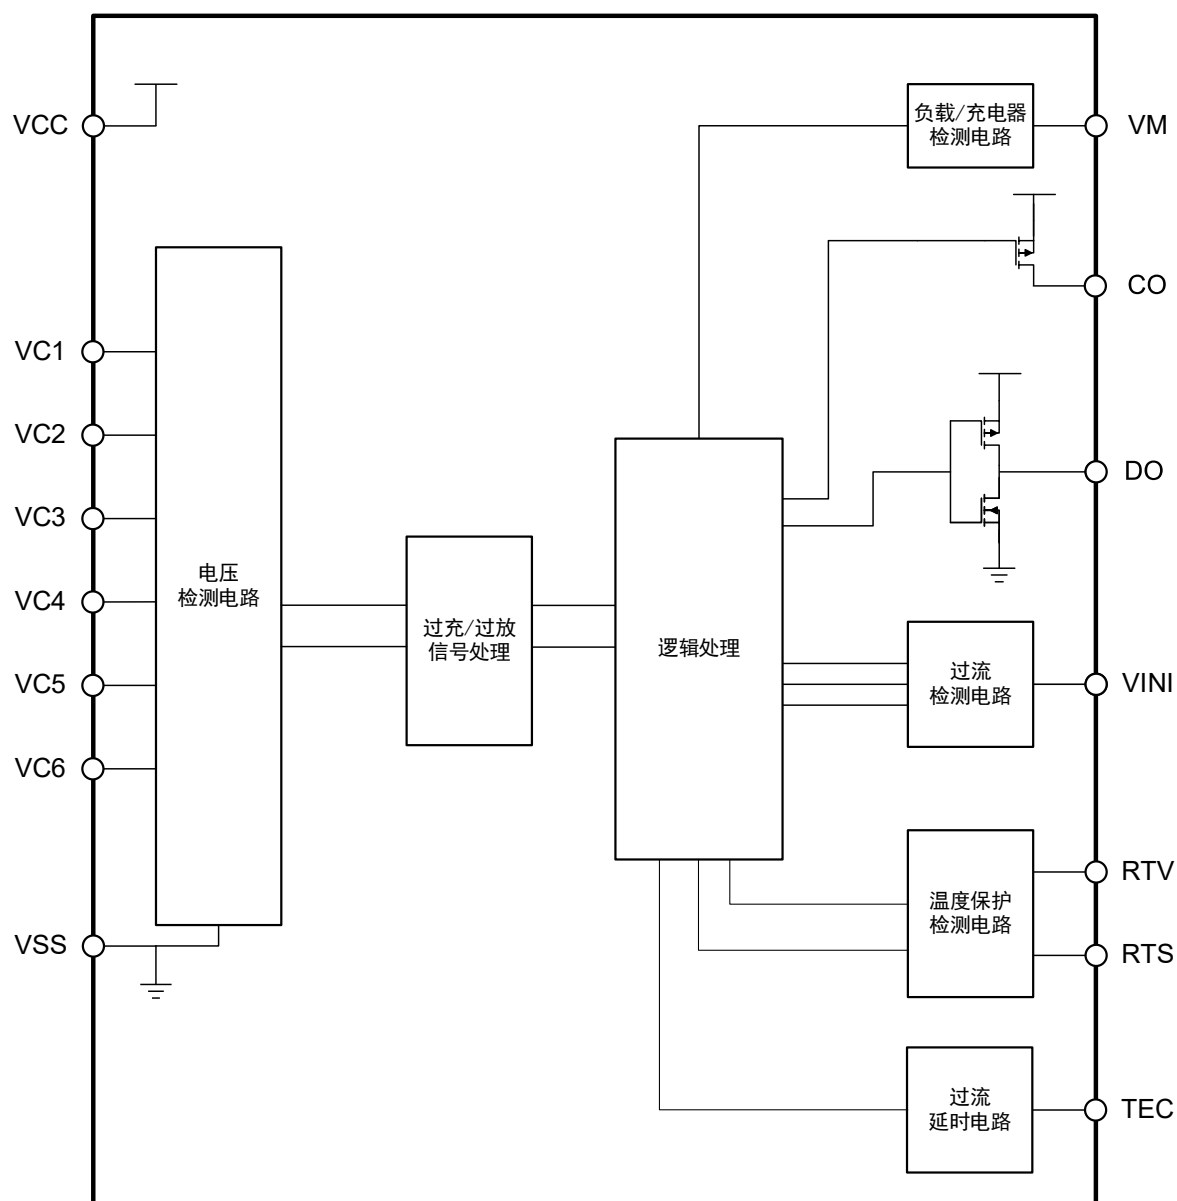 VCC
负载/充电器
检测电路
VM
CO
VC1
VC2
VC3
VC4
VC5
VC6
VSS
电压
检测电路
过充/过放
信号处理
逻辑处理
DO
过流
检测电路
VINI
温度保护
检测电路
RTV
RTS
过流
延时电路
TEC